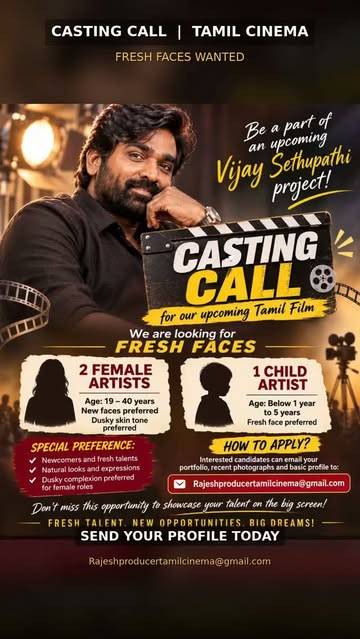 CASTING CALL | TAMIL CINEMA
FRESH FACES WANTED
Be a part of
an upcoming
Vijay Sethupathi
project!
CASTING
CALL
for our upcoming Tamil Film
We are looking for
FRESH FACES
2 FEMALE
ARTISTS
Age: 19 – 40 years
New faces preferred
Dusky skin tone
preferred
1 CHILD
ARTIST
Age: Below 1 year
to 5 years
Fresh face preferred
SPECIAL PREFERENCE:
Newcomers and fresh talents
Natural looks and expressions
Dusky complexion preferred
for female roles
HOW TO APPLY?
Interested candidates can email your
portfolio, recent photographs and basic profile to:
Rajeshproducertamilcinema@gmail.com
Don't miss this opportunity to showcase your talent on the big screen!
FRESH TALENT. NEW OPPORTUNITIES. BIG DREAMS!
SEND YOUR PROFILE TODAY
Rajeshproducertamilcinema@gmail.com